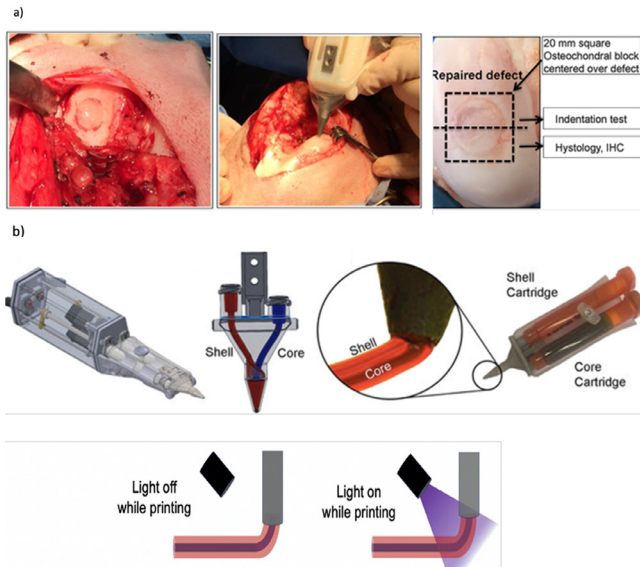 a)
20 mm square
Osteochondral block
centered over defect
Repaired defect
Indentation test
Hystology, IHC
b)
Shell
Core
Shell
Core
Shell
Cartridge
Core
Cartridge
Light off
while printing
Light on
while printing